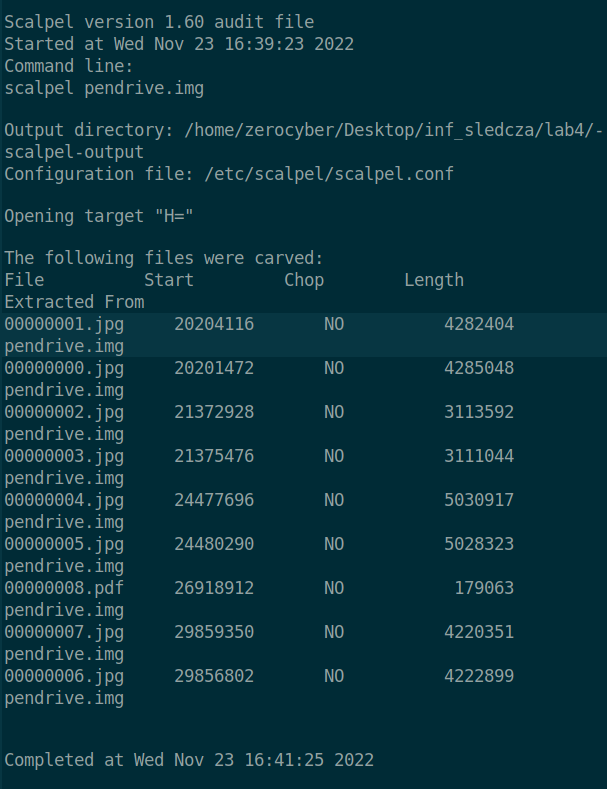 Scalpel version 1.60 audit file
Started at Wed Nov 23 16:39:23 2022
Command line:
scalpel pendrive.img
Output directory: /home/zerocyber/Desktop/inf_sledcza/lab4/-
scalpel-output
Configuration file: /etc/scalpel/scalpel.conf
Opening target "H="
The following files were carved:
File Start Chop Length
Extracted From
00000001.jpg 20204116 NO 4282404
pendrive.img
00000000.jpg 20201472 NO 4285048
pendrive.img
00000002.jpg 21372928 NO 3113592
pendrive.img
00000003.jpg 21375476 NO 3111044
pendrive.img
00000004.jpg 24477696 NO 5030917
pendrive.img
00000005.jpg 24480290 NO 5028323
pendrive.img
00000008.pdf 26918912 NO 179063
pendrive.img
00000007.jpg 29859350 NO 4220351
pendrive.img
00000006.jpg 29856802 NO 4222899
pendrive.img
Completed at Wed Nov 23 16:41:25 2022